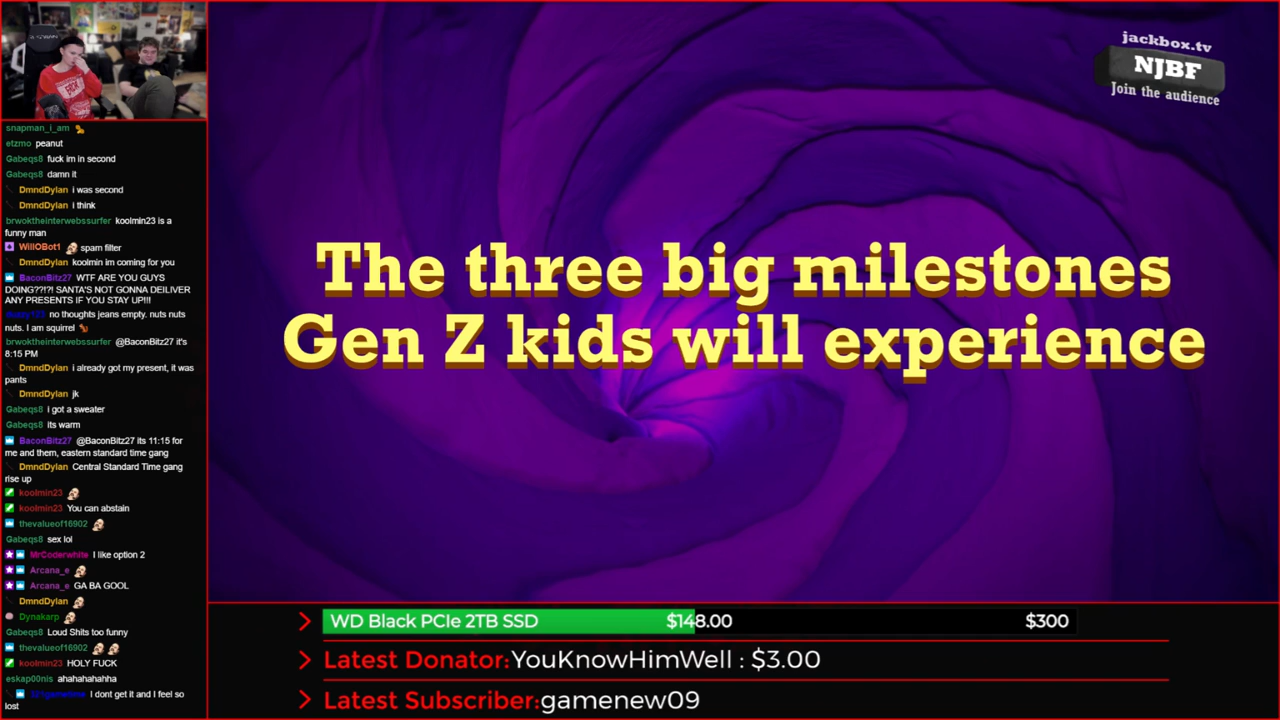 snapman_i_am
etzmo peanut
Gabeqs8 fuck im in second
Gabeqs8 damn it
DmndDylan i was second
DmndDylan i think
brwoktheinterwebssurfer koolmin23 is a
funny man
WillOBot1 spam filter
DmndDylan koolmin im coming for you
BaconBitz27 WTF ARE YOU GUYS
DOING??!?! SANTA'S NOT GONNA DEILIVER
ANY PRESENTS IF YOU STAY UP!!!
no thoughts jeans empty. nuts nuts
nuts. I am squirrel
brwoktheinterwebssurfer @BaconBitz27 it's
8:15 PM
DmndDylan i already got my present, it was
pants
DmndDylan jk
Gabeqs8 i got a sweater
Gabeqs8 its warm
BaconBitz27 @BaconBitz27 its 11:15 for
me and them, eastern standard time gang
DmndDylan Central Standard Time gang
rise up
koolmin23
koolmin23 You can abstain
thevalueof16902
Gabeqs8 sex lol
MrCoderwhite I like option 2
Arcana_e
Arcana_e GA BA GOOL
DmndDylan
Dynakarp
Gabeqs8 Loud Shits too funny
thevalueof16902
koolmin23 HOLY FUCK
eskap00nis ahahahahahha
I dont get it and I feel so
lost
jackbox.tv
NJBF
Join the audience
The three big milestones
Gen Z kids will experience
WD Black PCIe 2TB SSD $148.00 $300
Latest Donator:YouKnowHimWell : $3.00
Latest Subscriber:gamenew09